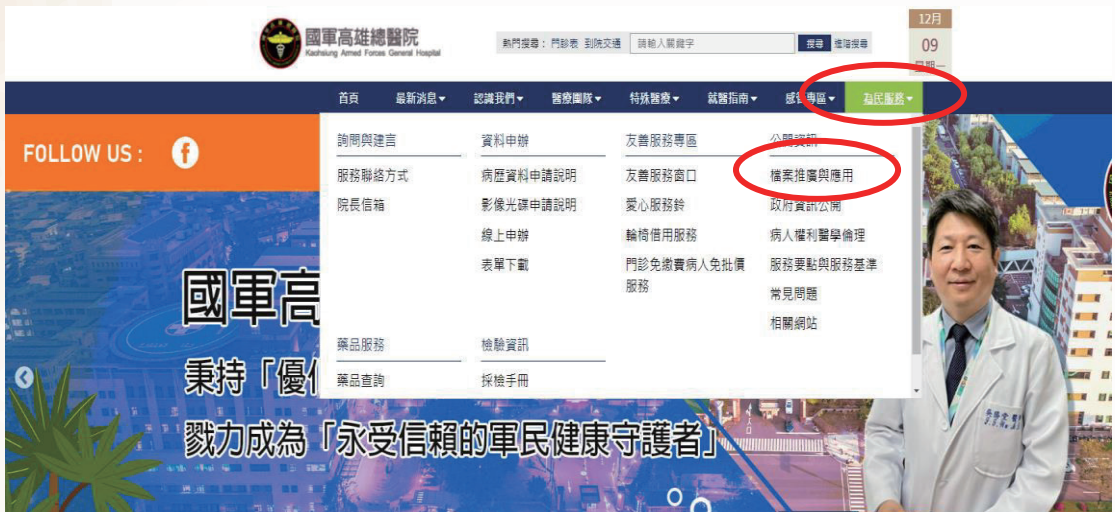 國軍高雄總醫院
Kaohsiung Armed Forces General Hospital
熱門搜尋： 門診表 到院交通 請輸入關鍵字 搜尋 進階搜尋
12月
09
星期一
首頁 最新消息 認識我們 醫療團隊 特殊醫療 就醫指南 感管專區 為民服務
FOLLOW US :
詢問與建言 資料申辦 友善服務專區 公開資訊
服務聯絡方式 病歷資料申請說明 友善服務窗口 檔案推廣與應用
院長信箱 影像光碟申請說明 愛心服務鈴 政府資訊公開
線上申辦 輪椅借用服務 病人權利醫學倫理
表單下載 門診免繳費病人免批價服務 服務要點與服務基準
常見問題
相關網站
藥品服務 檢驗資訊
藥品查詢 採檢手冊
國軍高
秉持「優
戮力成為「永受信賴的軍民健康守護者」